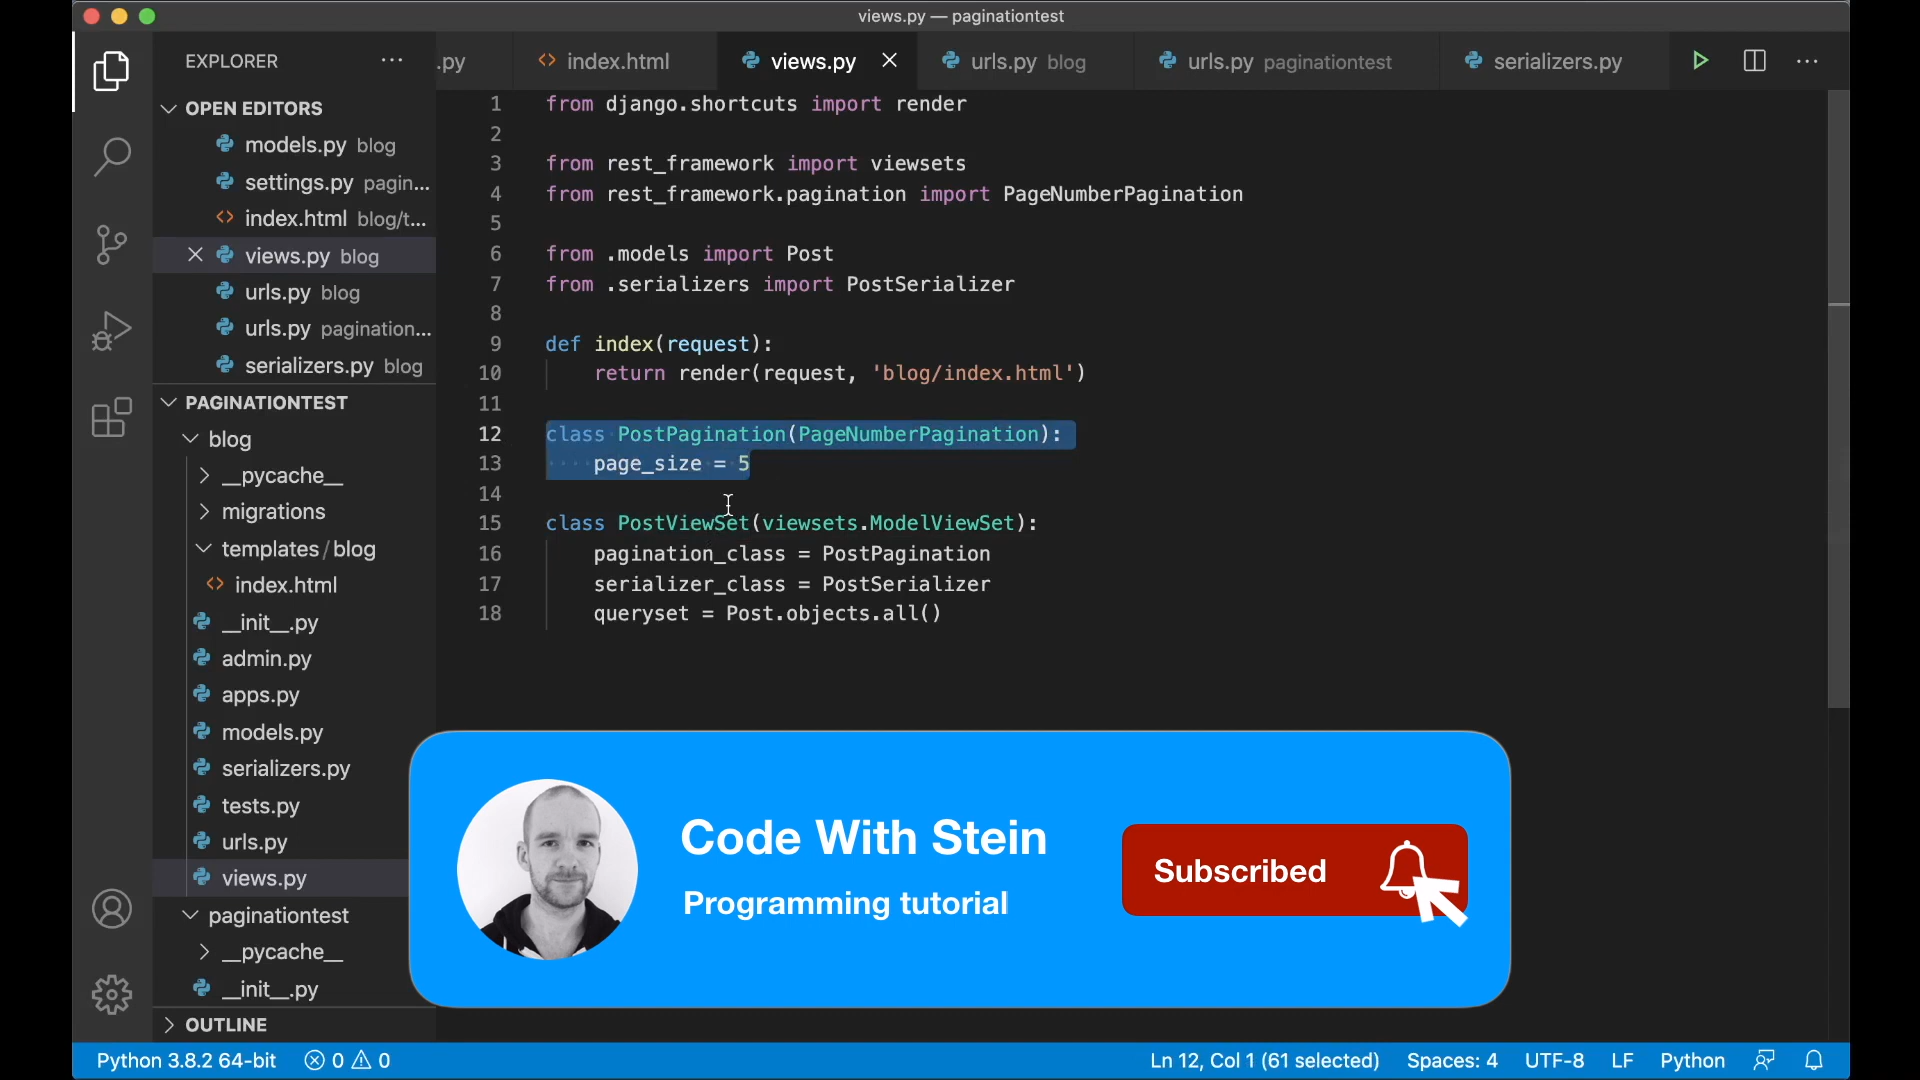 views.py — paginationtest
EXPLORER
.py
index.html
views.py
urls.py blog
urls.py paginationtest
serializers.py
OPEN EDITORS
models.py blog
settings.py pagin...
index.html blog/t...
views.py blog
urls.py blog
urls.py pagination...
serializers.py blog
PAGINATIONTEST
blog
__pycache__
migrations
templates / blog
index.html
__init__.py
admin.py
apps.py
models.py
serializers.py
tests.py
urls.py
views.py
paginationtest
__pycache__
__init__.py
OUTLINE
1 from django.shortcuts import render
2
3 from rest_framework import viewsets
4 from rest_framework.pagination import PageNumberPagination
5
6 from .models import Post
7 from .serializers import PostSerializer
8
9 def index(request):
10 return render(request, 'blog/index.html')
11
12 class PostPagination(PageNumberPagination):
13 page_size = 5
14
15 class PostViewSet(viewsets.ModelViewSet):
16 pagination_class = PostPagination
17 serializer_class = PostSerializer
18 queryset = Post.objects.all()
Code With Stein
Programming tutorial
Subscribed
Python 3.8.2 64-bit 0 0 Ln 12, Col 1 (61 selected) Spaces: 4 UTF-8 LF Python